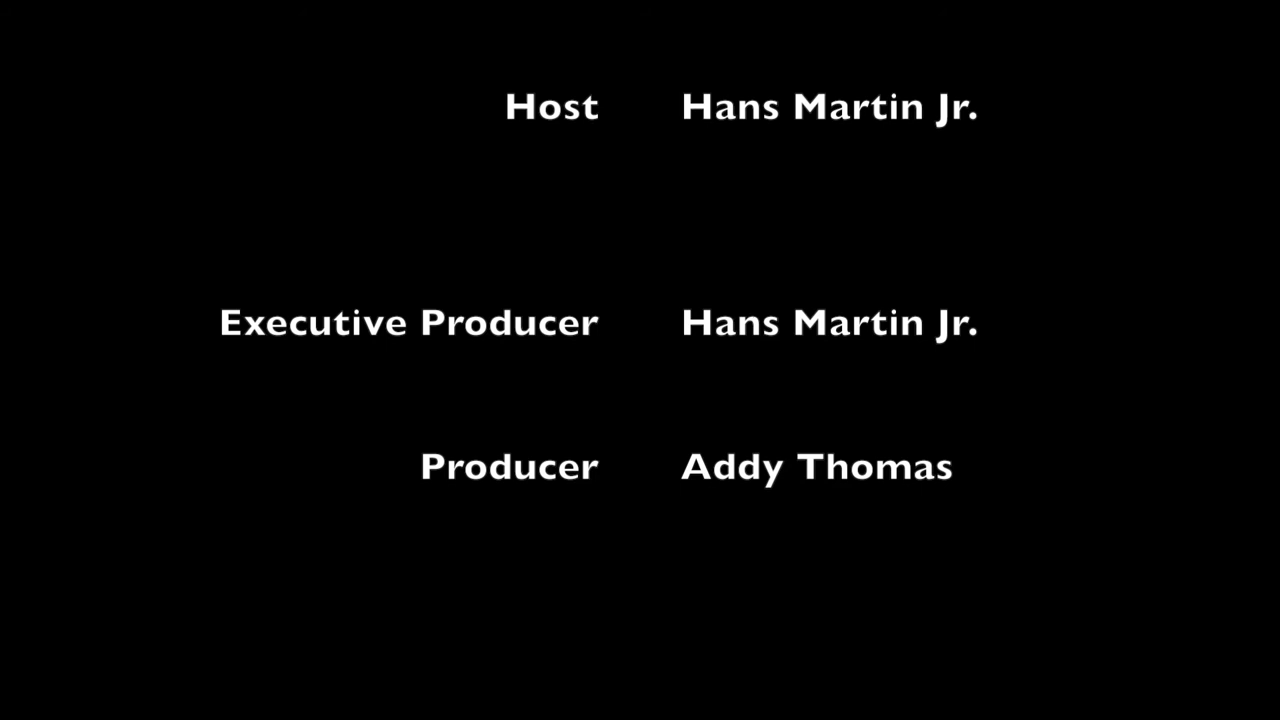 Host Hans Martin Jr.
Executive Producer Hans Martin Jr.
Producer Addy Thomas